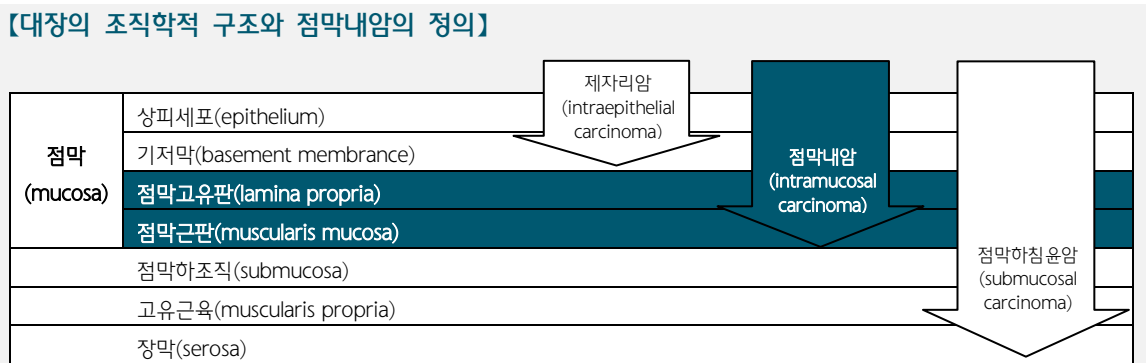 【대장의 조직학적 구조와 점막내암의 정의】
제자리암
(intraepithelial
carcinoma)
점막
(mucosa)
상피세포(epithelium)
기저막(basement membrance)
점막고유판(lamina propria)
점막근판(muscularis mucosa)
점막내암
(intramucosal
carcinoma)
점막하조직(submucosa)
고유근육(muscularis propria)
장막(serosa)
점막하침윤암
(submucosal
carcinoma)